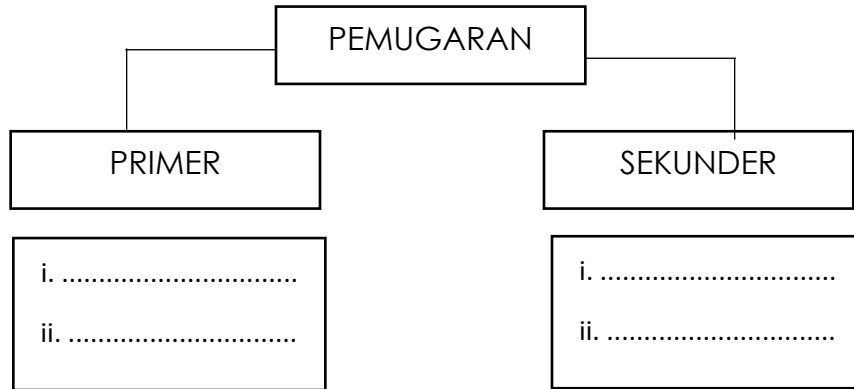 PEMUGARAN
PRIMER
SEKUNDER
i. ................................
ii. ...............................
i. ...............................
ii. ...............................